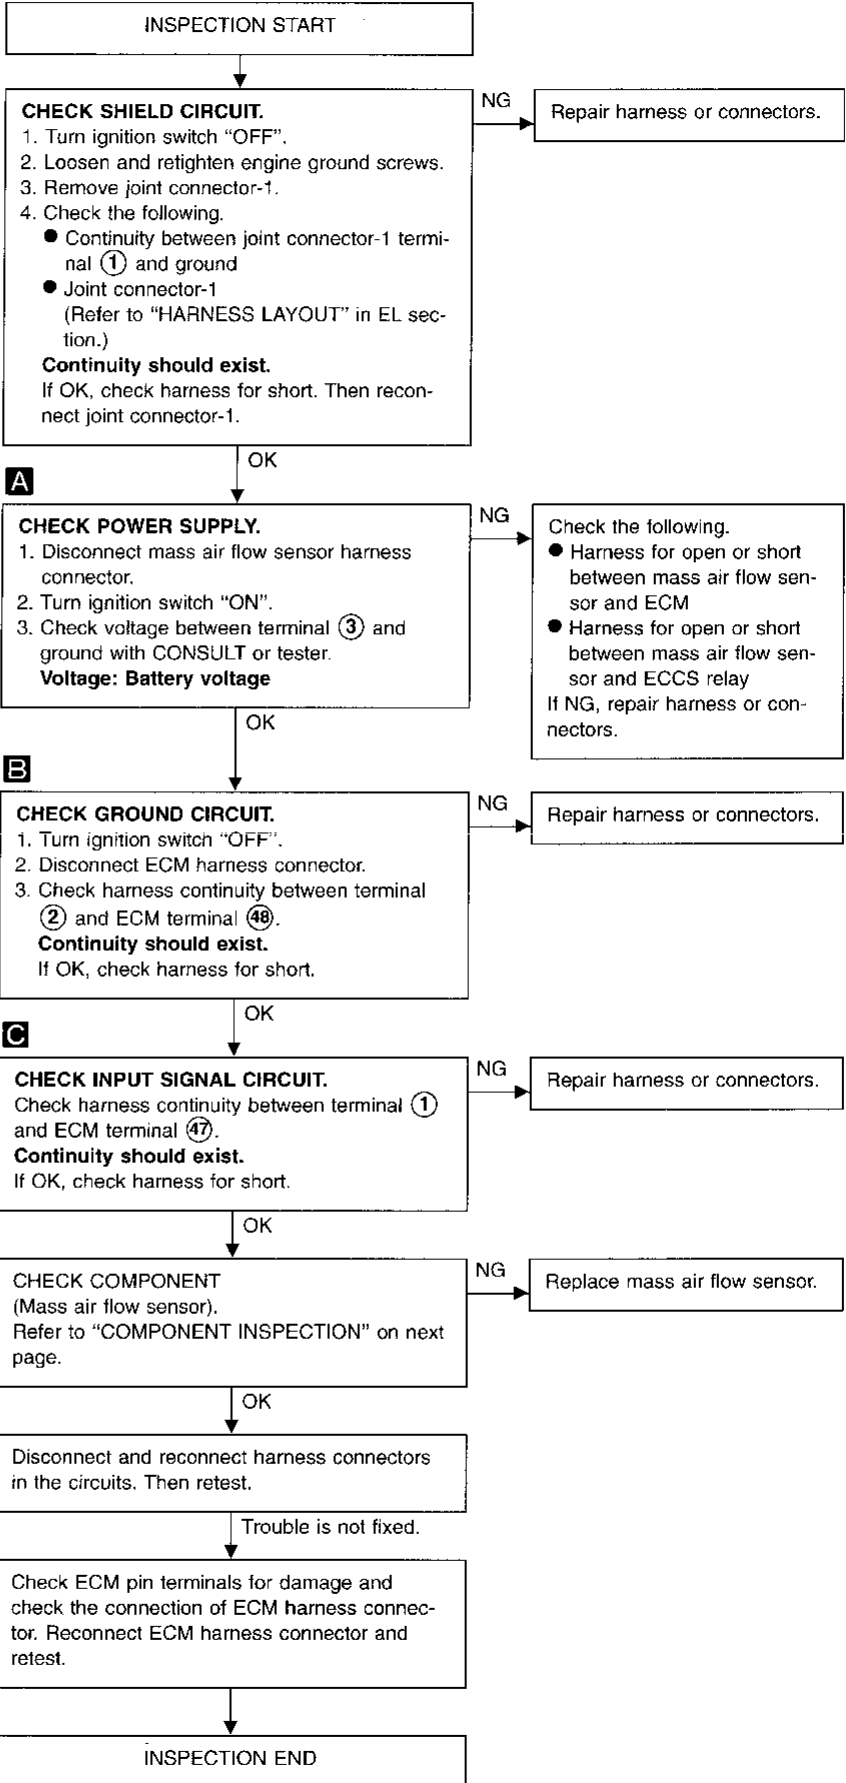 INSPECTION START
CHECK SHIELD CIRCUIT.
1. Turn ignition switch “OFF”.
2. Loosen and retighten engine ground screws.
3. Remove joint connector-1.
4. Check the following.
● Continuity between joint connector-1 termi-
nal ① and ground
● Joint connector-1
(Refer to “HARNESS LAYOUT” in EL sec-
tion.)
Continuity should exist.
If OK, check harness for short. Then recon-
nect joint connector-1.
NG
Repair harness or connectors.
OK
A
CHECK POWER SUPPLY.
1. Disconnect mass air flow sensor harness
connector.
2. Turn ignition switch “ON”.
3. Check voltage between terminal ③ and
ground with CONSULT or tester.
Voltage: Battery voltage
NG
Check the following.
● Harness for open or short
between mass air flow sen-
sor and ECM
● Harness for open or short
between mass air flow sen-
sor and ECCS relay
If NG, repair harness or con-
nectors.
OK
B
CHECK GROUND CIRCUIT.
1. Turn ignition switch “OFF”.
2. Disconnect ECM harness connector.
3. Check harness continuity between terminal
② and ECM terminal ㊽.
Continuity should exist.
If OK, check harness for short.
NG
Repair harness or connectors.
OK
C
CHECK INPUT SIGNAL CIRCUIT.
Check harness continuity between terminal ①
and ECM terminal ㊼.
Continuity should exist.
If OK, check harness for short.
NG
Repair harness or connectors.
OK
CHECK COMPONENT
(Mass air flow sensor).
Refer to “COMPONENT INSPECTION” on next
page.
NG
Replace mass air flow sensor.
OK
Disconnect and reconnect harness connectors
in the circuits. Then retest.
Trouble is not fixed.
Check ECM pin terminals for damage and
check the connection of ECM harness connec-
tor. Reconnect ECM harness connector and
retest.
INSPECTION END